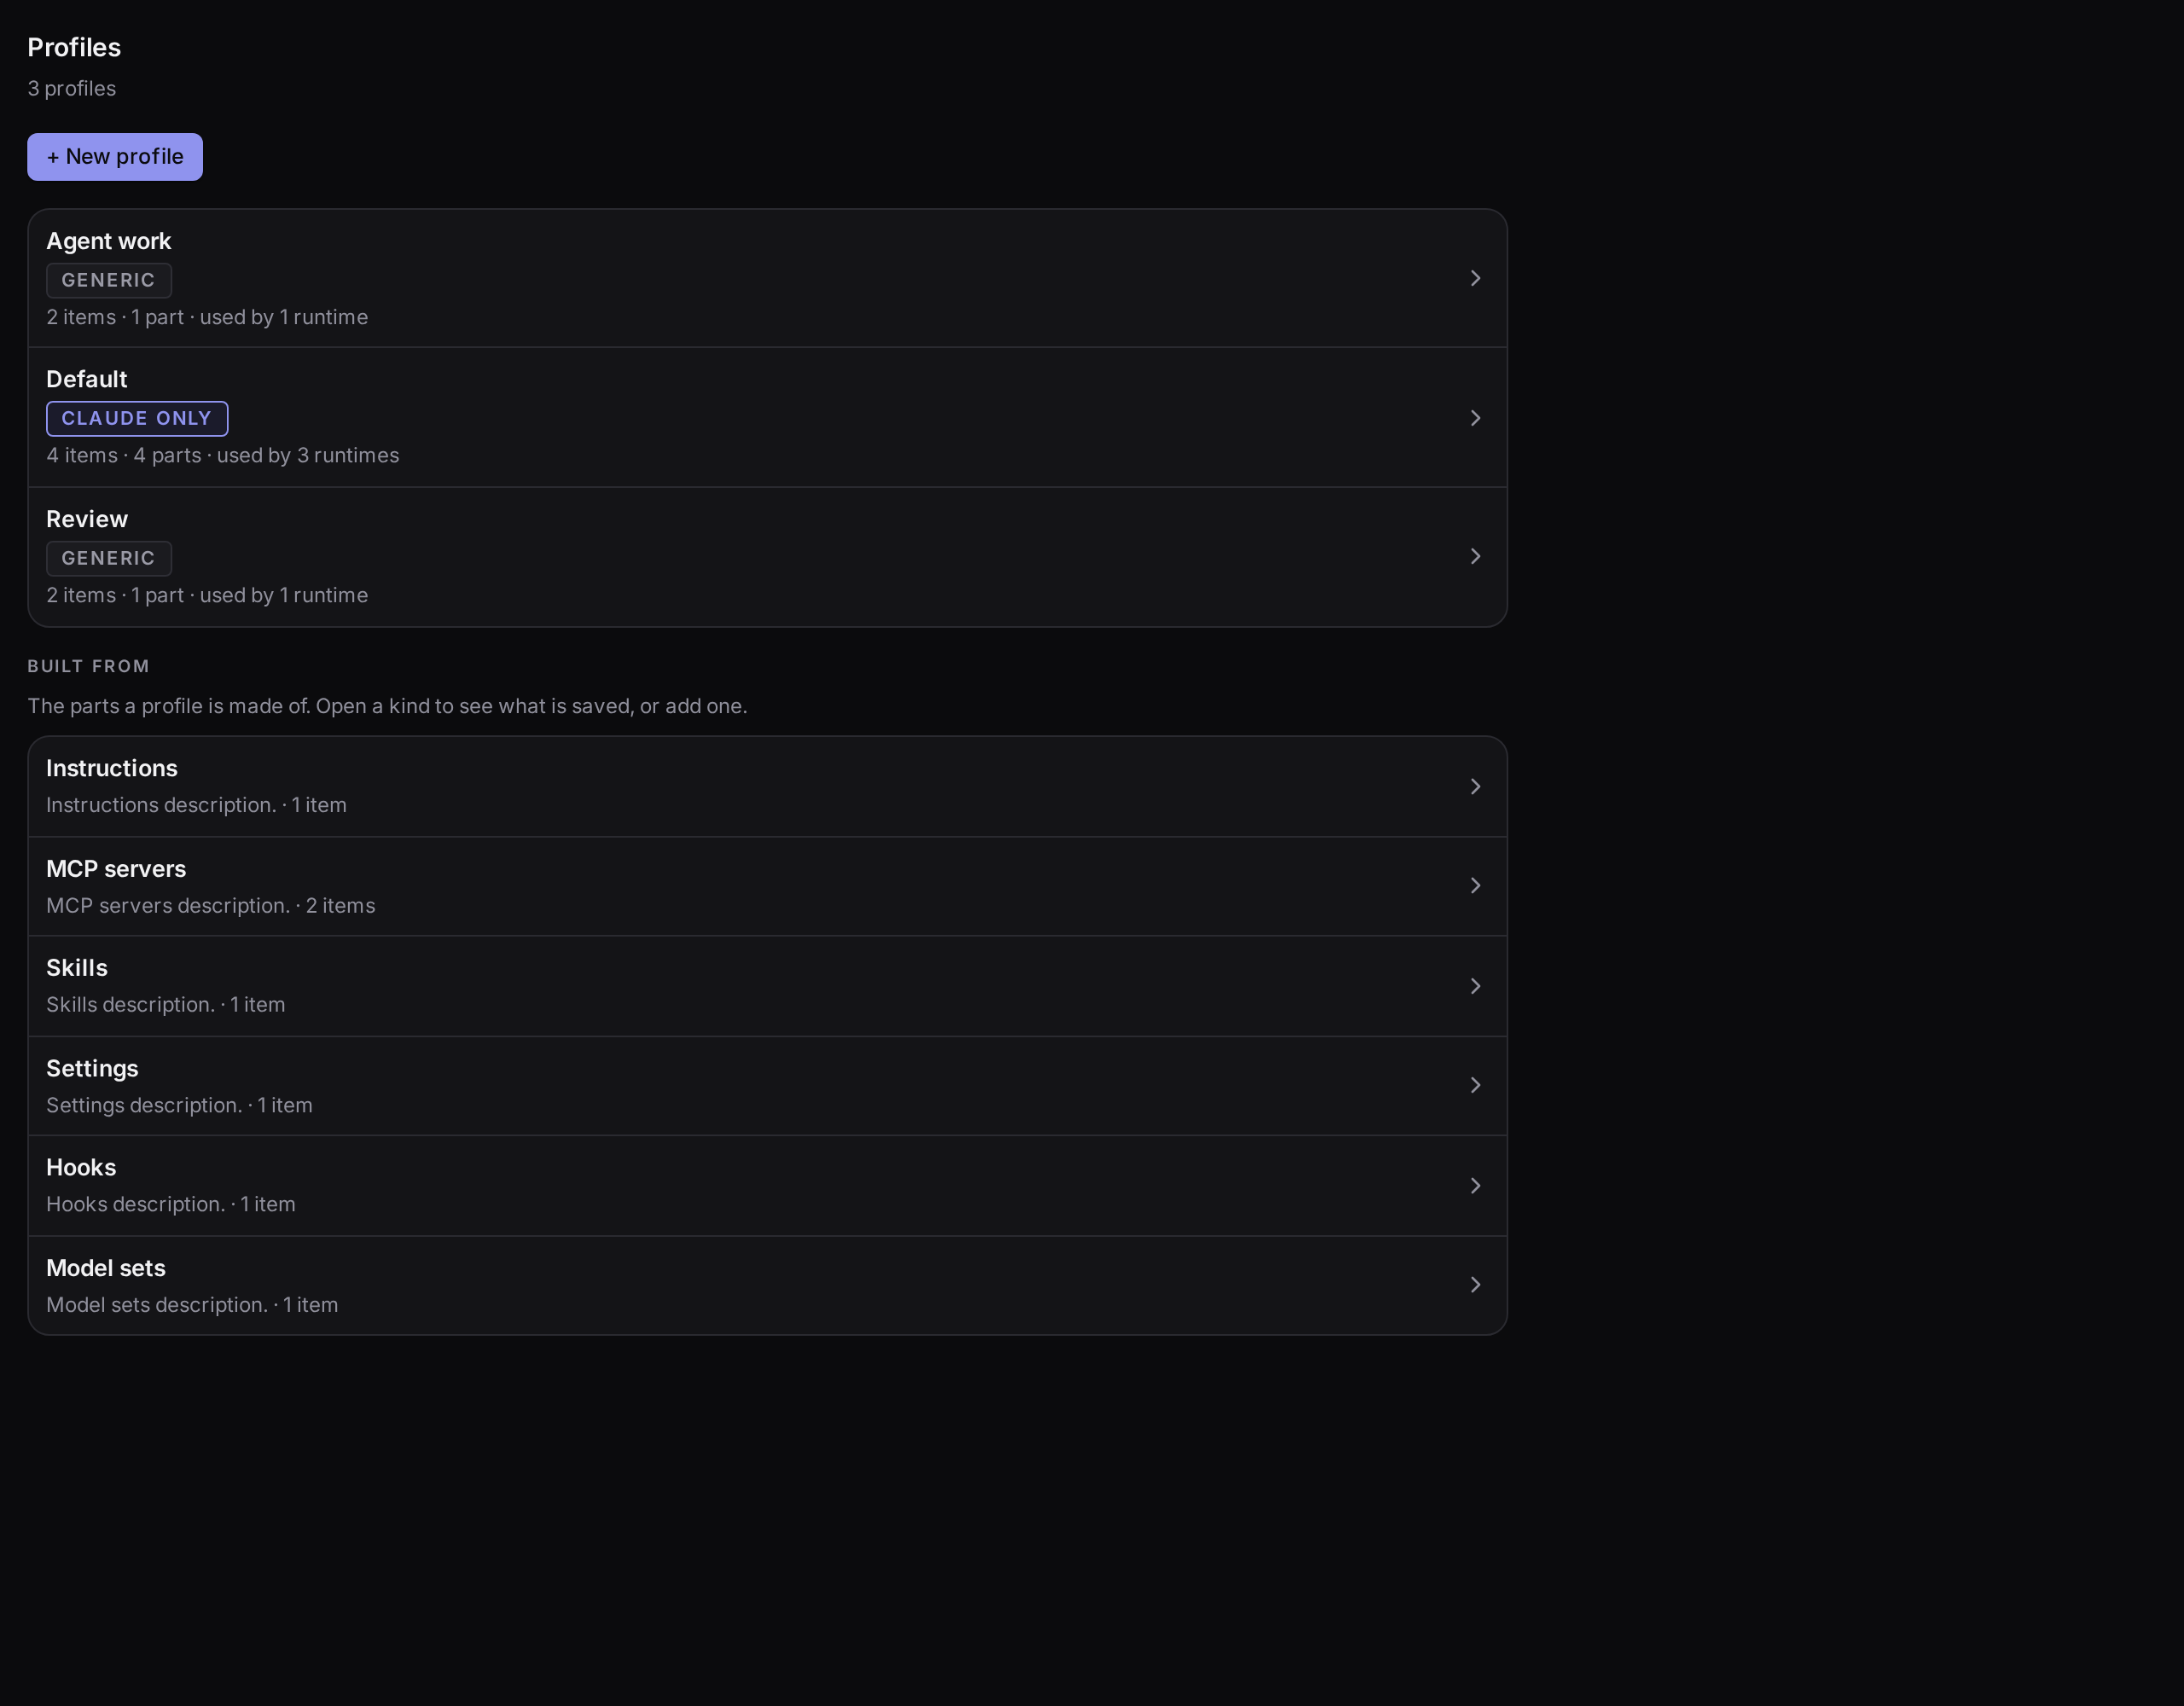 Profiles
3 profiles
+ New profile
Agent work
GENERIC
2 items · 1 part · used by 1 runtime
Default
CLAUDE ONLY
4 items · 4 parts · used by 3 runtimes
Review
GENERIC
2 items · 1 part · used by 1 runtime
BUILT FROM
The parts a profile is made of. Open a kind to see what is saved, or add one.
Instructions
Instructions description. · 1 item
MCP servers
MCP servers description. · 2 items
Skills
Skills description. · 1 item
Settings
Settings description. · 1 item
Hooks
Hooks description. · 1 item
Model sets
Model sets description. · 1 item